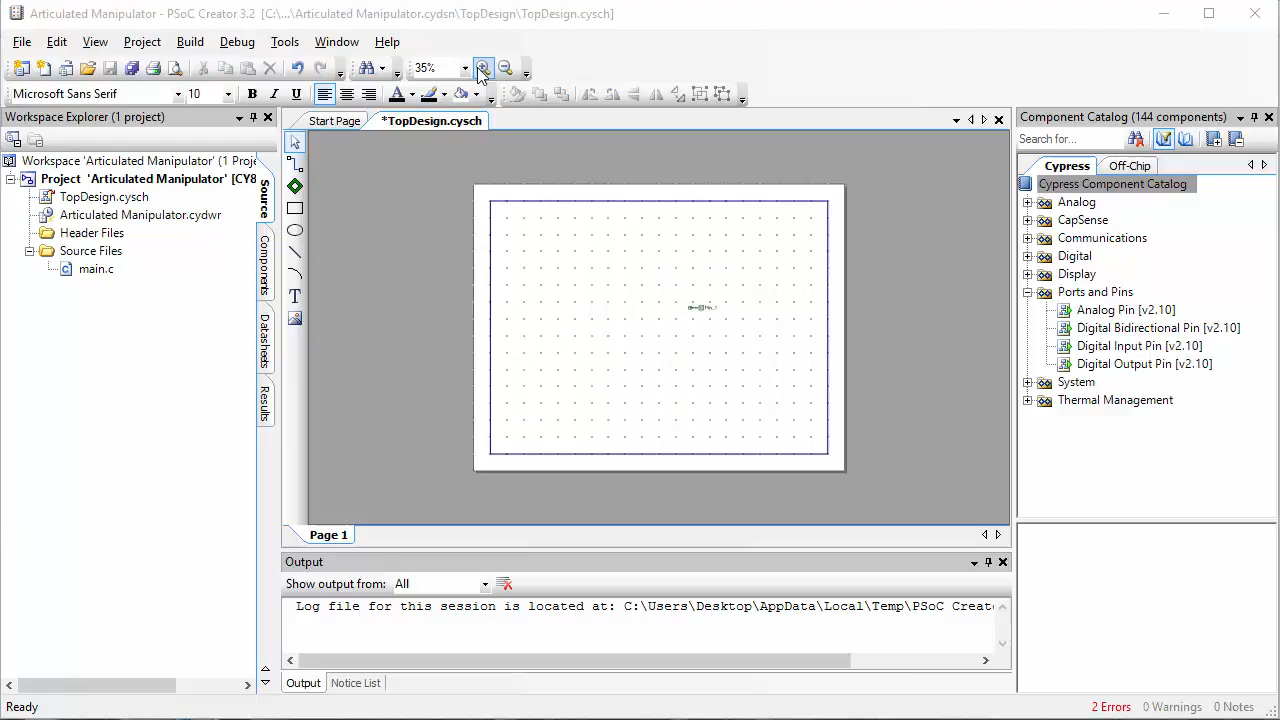 Articulated Manipulator - PSoC Creator 3.2 [C:\...\Articulated Manipulator.cydsn\TopDesign\TopDesign.cysch]
File Edit View Project Build Debug Tools Window Help
35%
Microsoft Sans Serif 10 B I U A
Workspace Explorer (1 project)
Workspace 'Articulated Manipulator' (1 Proje
Project 'Articulated Manipulator' [CY8
TopDesign.cysch
Articulated Manipulator.cydwr
Header Files
Source Files
main.c
Source
Components
Datasheets
Results
Start Page *TopDesign.cysch
T
Pin_1
Page 1
Output
Show output from: All
Log file for this session is located at: C:\Users\Desktop\AppData\Local\Temp\PSoC Creato
Output Notice List
Component Catalog (144 components)
Search for...
Cypress Off-Chip
Cypress Component Catalog
Analog
CapSense
Communications
Digital
Display
Ports and Pins
Analog Pin [v2.10]
Digital Bidirectional Pin [v2.10]
Digital Input Pin [v2.10]
Digital Output Pin [v2.10]
System
Thermal Management
Ready 2 Errors 0 Warnings 0 Notes